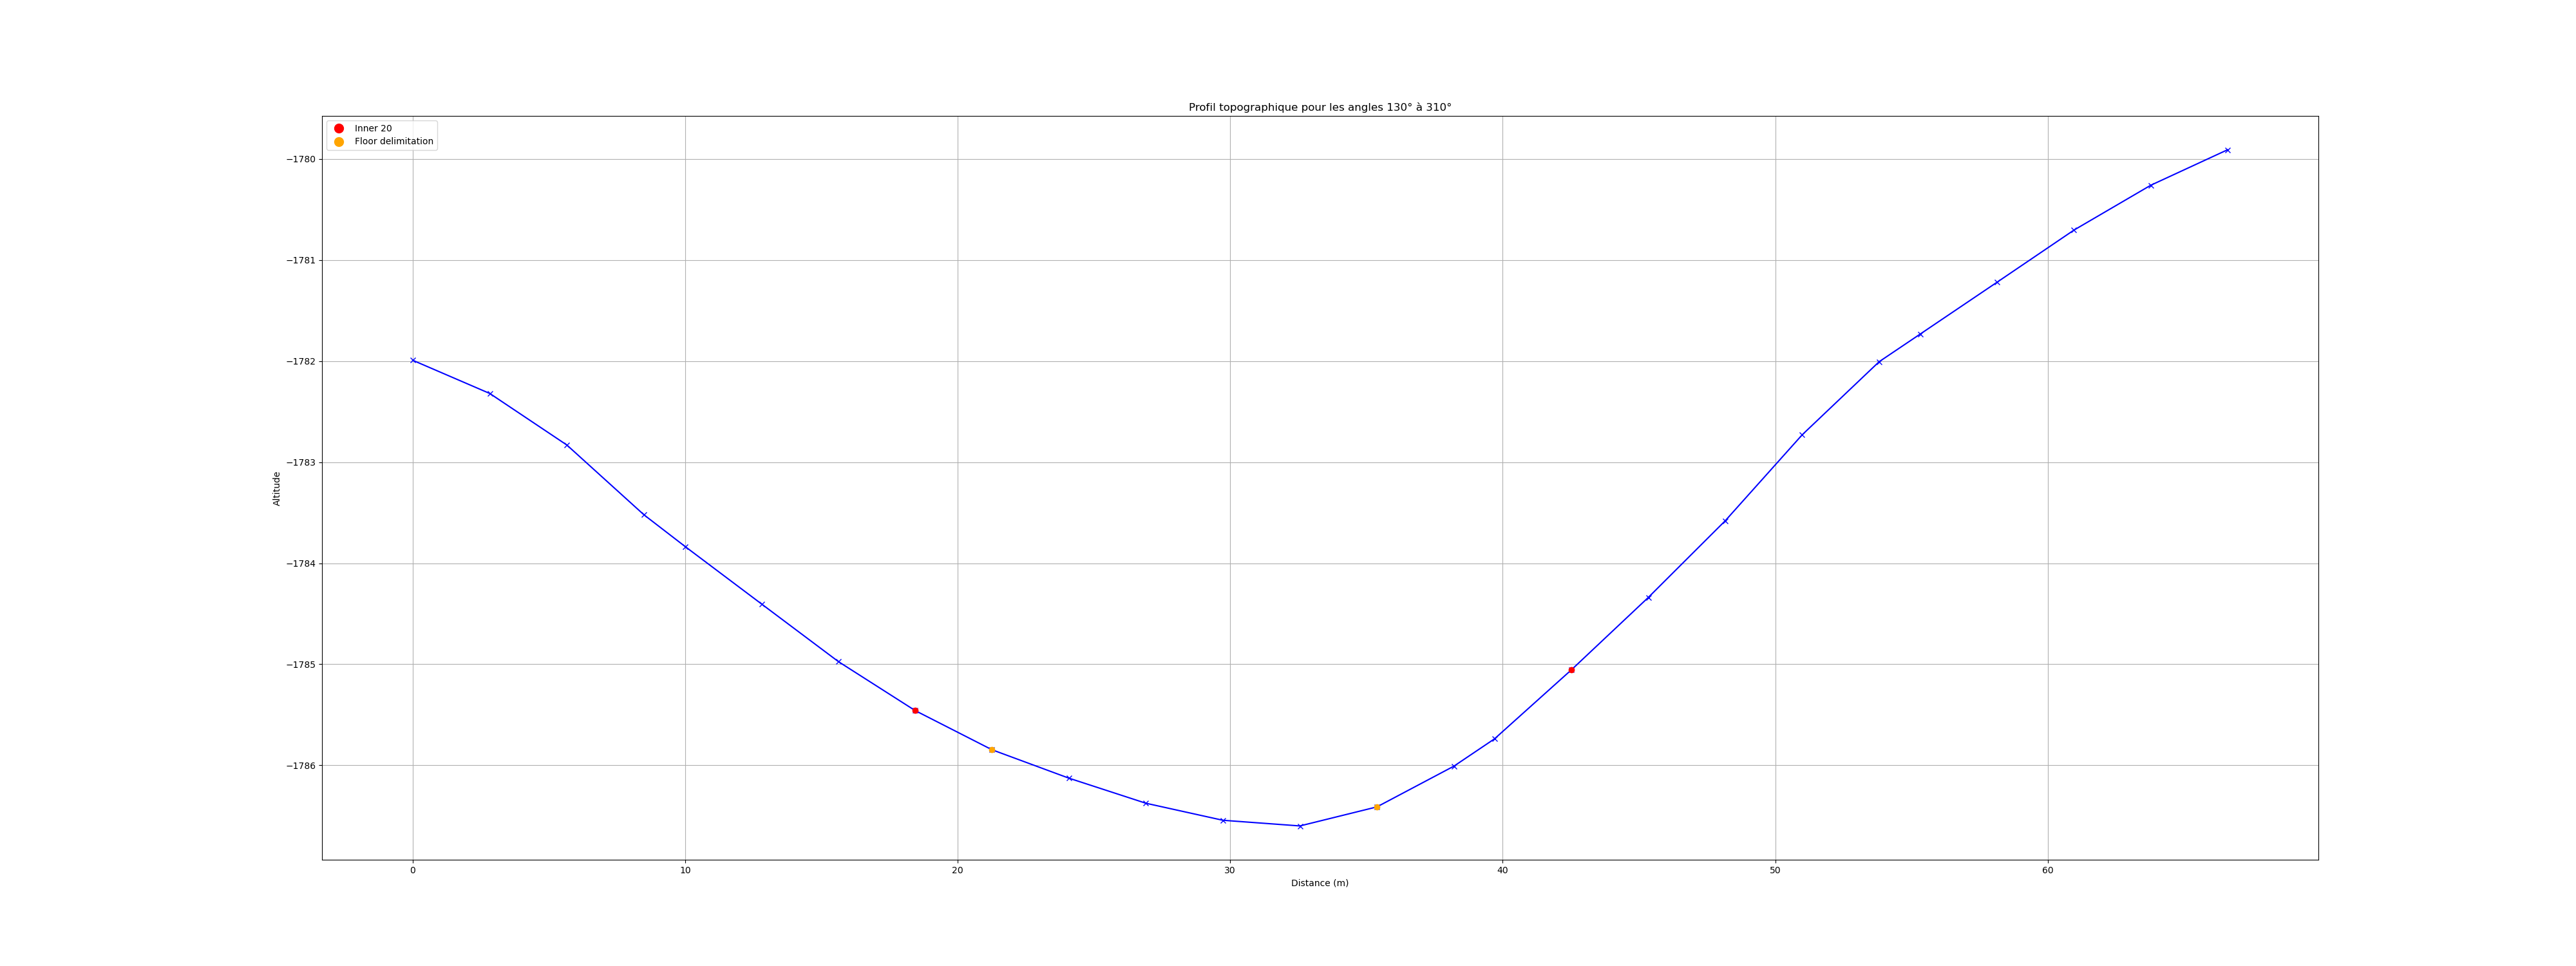 Profil topographique pour les angles 130° à 310°
Inner 20
Floor delimitation
−1780
−1781
−1782
−1783
−1784
−1785
−1786
Altitude
0 10 20 30 40 50 60
Distance (m)